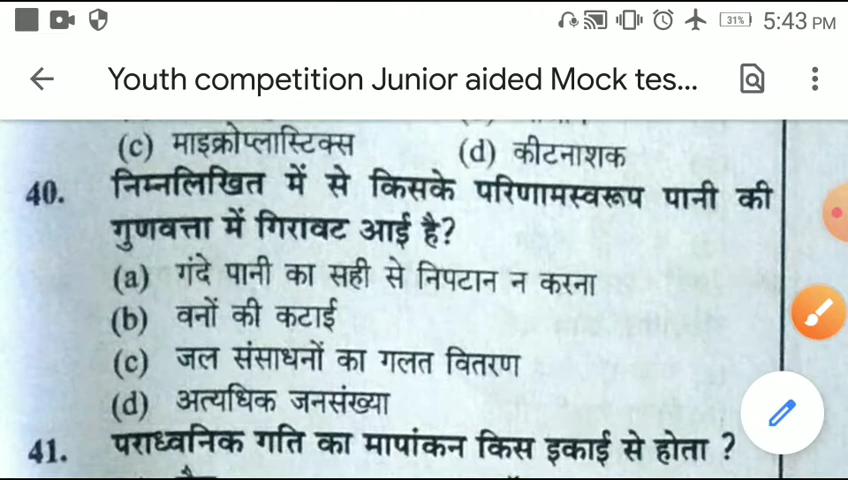 5:43 PM
31%
Youth competition Junior aided Mock tes...
(c) माइक्रोप्लास्टिक्स (d) कीटनाशक
40. निम्नलिखित में से किसके परिणामस्वरूप पानी की
गुणवत्ता में गिरावट आई है?
(a) गंदे पानी का सही से निपटान न करना
(b) वनों की कटाई
(c) जल संसाधनों का गलत वितरण
(d) अत्यधिक जनसंख्या
41. पराध्वनिक गति का मापांकन किस इकाई से होता ?